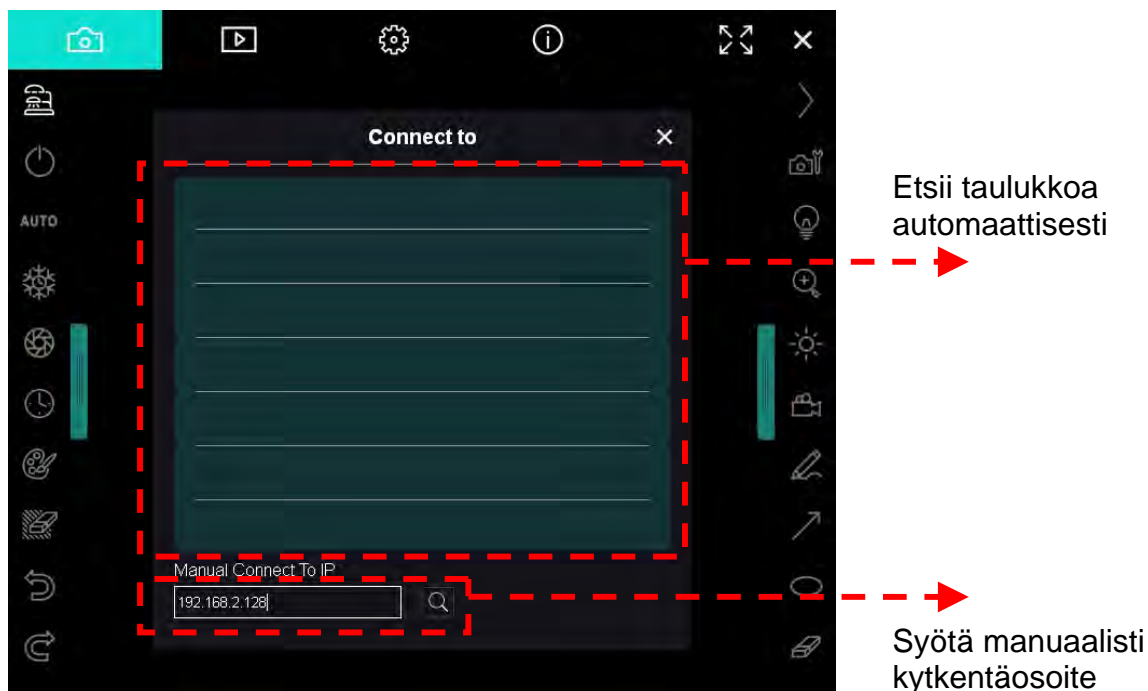 Connect to
AUTO
Etsii taulukkoa
automaattisesti
Manual Connect To IP
192.168.2.128
Syötä manuaalisti
kytkentäosoite